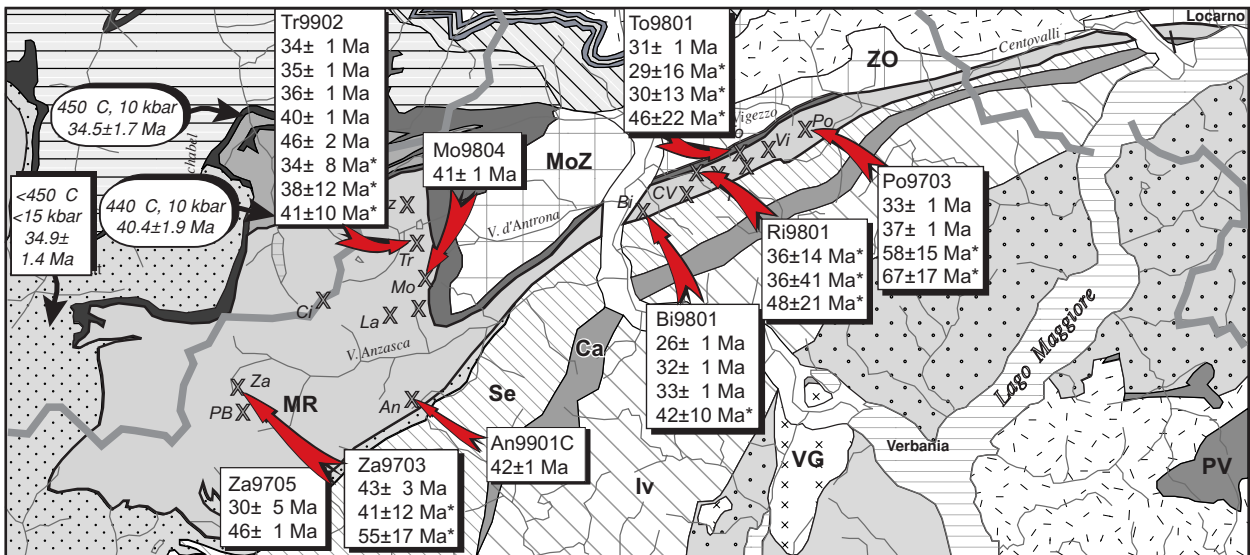 Tr9902
34± 1 Ma
35± 1 Ma
36± 1 Ma
40± 1 Ma
46± 2 Ma
34± 8 Ma*
38±12 Ma*
41±10 Ma*
To9801
31± 1 Ma
29±16 Ma*
30±13 Ma*
46±22 Ma*
Locarno
Centovalli
ZO
450 C, 10 kbar
34.5±1.7 Ma
Mo9804
41± 1 Ma
MoZ
Vigezzo
Po
Vi
<450 C
<15 kbar
34.9±
1.4 Ma
440 C, 10 kbar
40.4±1.9 Ma
Po9703
33± 1 Ma
37± 1 Ma
58±15 Ma*
67±17 Ma*
z
V. d'Antrona
Bi
CV
Tr
Ri9801
36±14 Ma*
36±41 Ma*
48±21 Ma*
Mo
Ci
La
Bi9801
26± 1 Ma
32± 1 Ma
33± 1 Ma
42±10 Ma*
V. Anzasca
Ca
Lago Maggiore
Za
PB
MR
An
Se
An9901C
42±1 Ma
Verbania
VG
PV
Iv
Za9705
30± 5 Ma
46± 1 Ma
Za9703
43± 3 Ma
41±12 Ma*
55±17 Ma*